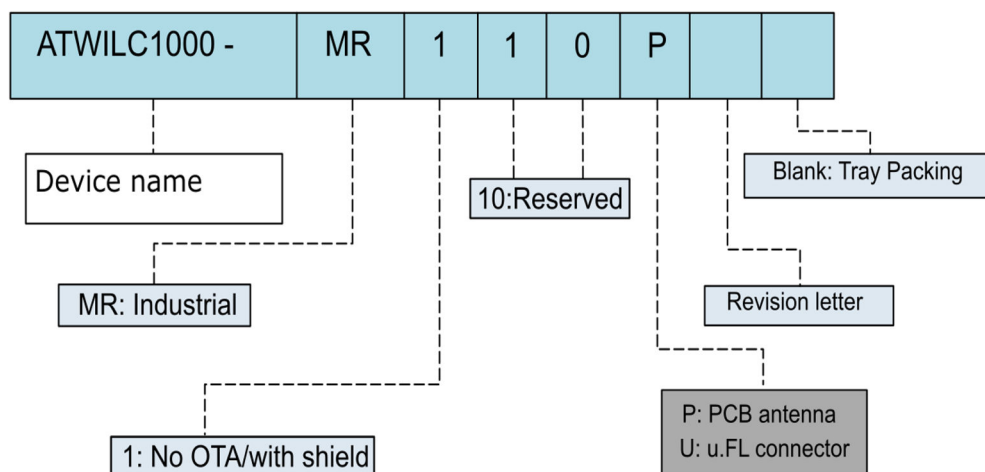 ATWILC1000 - MR 1 1 0 P
Device name
10:Reserved
Blank: Tray Packing
MR: Industrial
Revision letter
P: PCB antenna
U: u.FL connector
1: No OTA/with shield